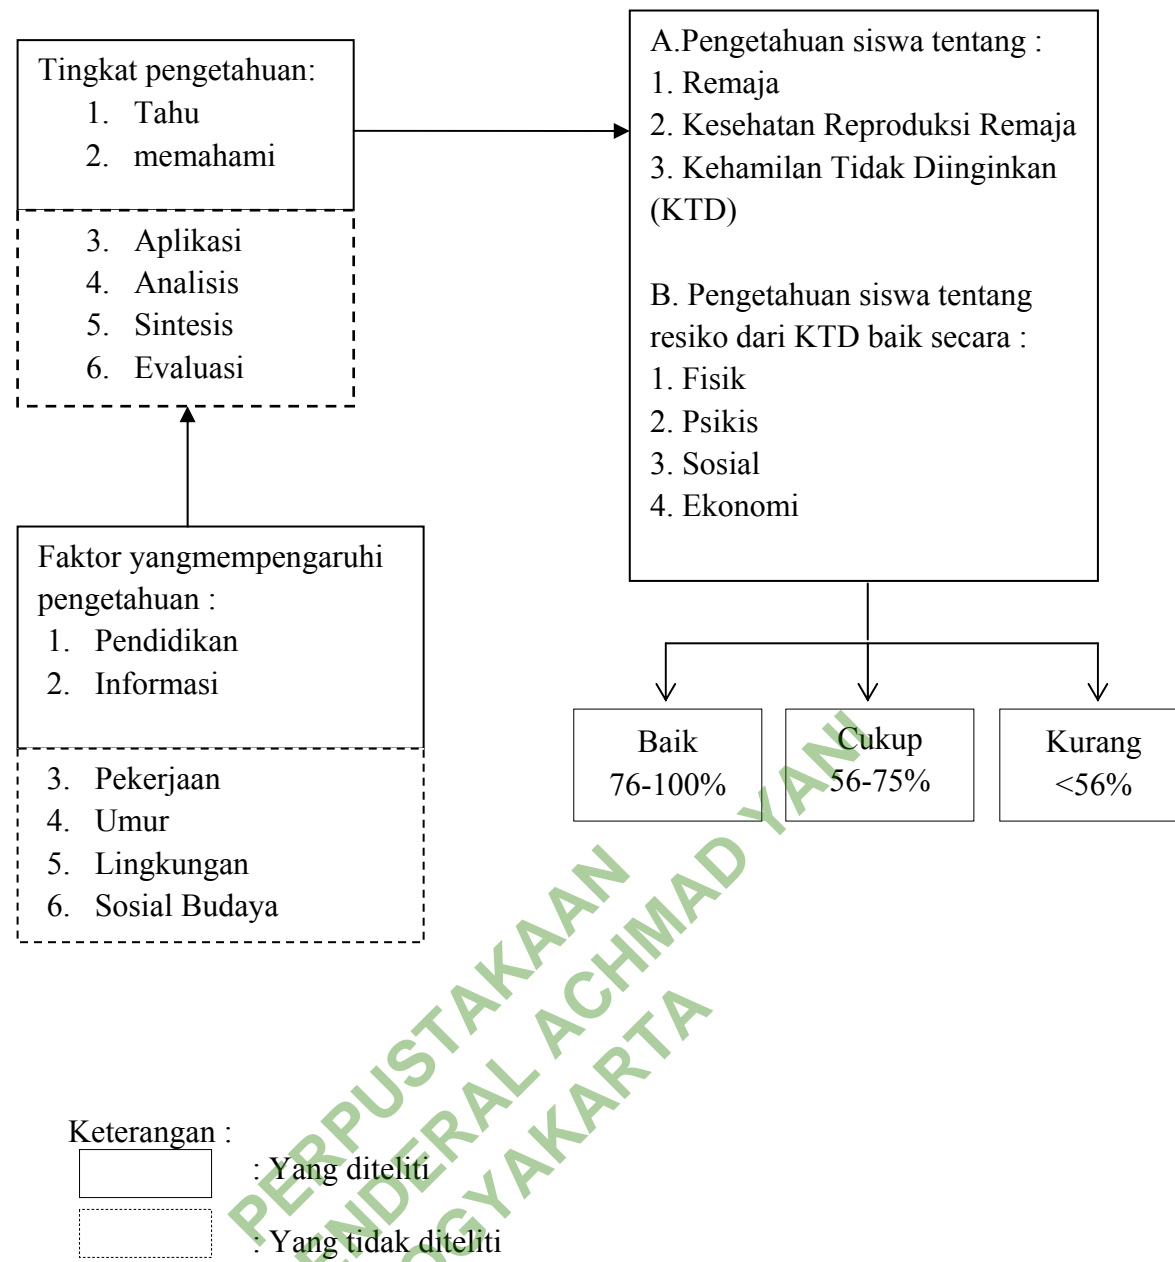 Tingkat pengetahuan:
1. Tahu
2. memahami
3. Aplikasi
4. Analisis
5. Sintesis
6. Evaluasi
Faktor yangmempengaruhi
pengetahuan :
1. Pendidikan
2. Informasi
3. Pekerjaan
4. Umur
5. Lingkungan
6. Sosial Budaya
A.Pengetahuan siswa tentang :
1. Remaja
2. Kesehatan Reproduksi Remaja
3. Kehamilan Tidak Diinginkan
(KTD)
B. Pengetahuan siswa tentang
resiko dari KTD baik secara :
1. Fisik
2. Psikis
3. Sosial
4. Ekonomi
Baik
76-100%
Cukup
56-75%
Kurang
<56%
Keterangan :
: Yang diteliti
: Yang tidak diteliti
PERPUSTAKAAN
ENDERAL ACHMAD YANI
OGYAKARTA